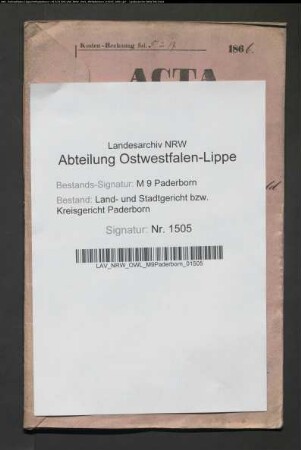 Kosten-Rechnung fol.
1866.
ACTA
Landesarchiv NRW
Abteilung Ostwestfalen-Lippe
Bestands-Signatur: M 9 Paderborn
Bestand: Land- und Stadtgericht bzw.
Kreisgericht Paderborn
Signatur: Nr. 1505
LAV_NRW_OWL_M9Paderborn_01505